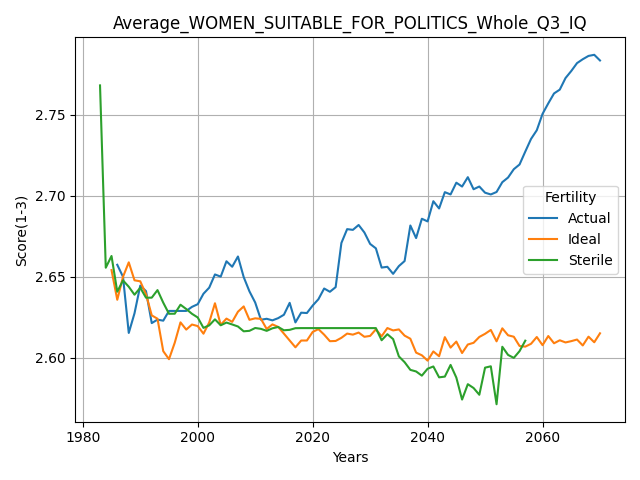 Average_WOMEN_SUITABLE_FOR_POLITICS_Whole_Q3_IQ
Score(1-3)
2.75
2.70
2.65
2.60
Fertility
Actual
Ideal
Sterile
1980 2000 2020 2040 2060
Years